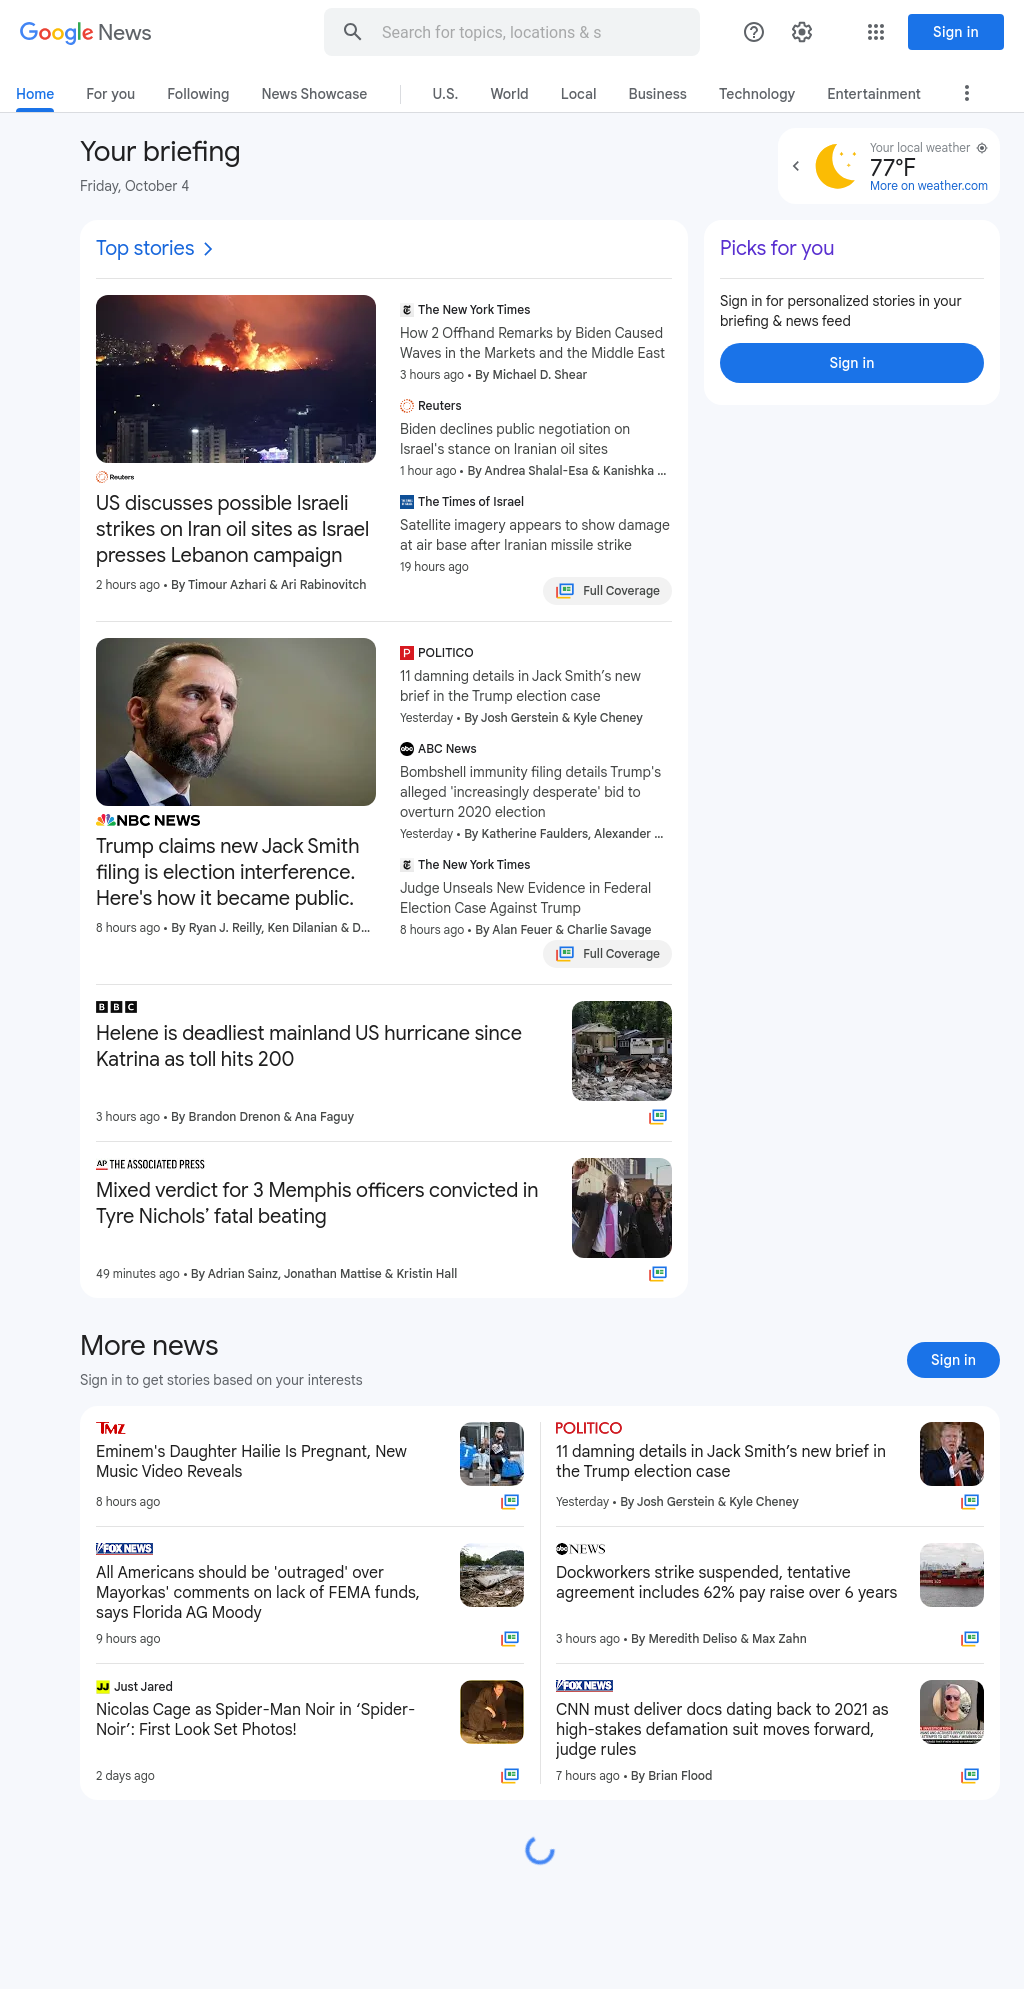 Google News
Search for topics, locations & s
Sign in
Home
For you
Following
News Showcase
U.S.
World
Local
Business
Technology
Entertainment
Your briefing
Friday, October 4
Your local weather
77°F
More on weather.com
Top stories
Picks for you
Sign in for personalized stories in your
briefing & news feed
Sign in
Reuters
US discusses possible Israeli
strikes on Iran oil sites as Israel
presses Lebanon campaign
2 hours ago • By Timour Azhari & Ari Rabinovitch
The New York Times
How 2 Offhand Remarks by Biden Caused
Waves in the Markets and the Middle East
3 hours ago • By Michael D. Shear
Reuters
Biden declines public negotiation on
Israel's stance on Iranian oil sites
1 hour ago • By Andrea Shalal-Esa & Kanishka ...
The Times of Israel
Satellite imagery appears to show damage
at air base after Iranian missile strike
19 hours ago
Full Coverage
NBC NEWS
Trump claims new Jack Smith
filing is election interference.
Here's how it became public.
8 hours ago • By Ryan J. Reilly, Ken Dilanian & D...
POLITICO
11 damning details in Jack Smith’s new
brief in the Trump election case
Yesterday • By Josh Gerstein & Kyle Cheney
abc
ABC News
Bombshell immunity filing details Trump's
alleged 'increasingly desperate' bid to
overturn 2020 election
Yesterday • By Katherine Faulders, Alexander ...
The New York Times
Judge Unseals New Evidence in Federal
Election Case Against Trump
8 hours ago • By Alan Feuer & Charlie Savage
Full Coverage
BBC
Helene is deadliest mainland US hurricane since
Katrina as toll hits 200
3 hours ago • By Brandon Drenon & Ana Faguy
AP THE ASSOCIATED PRESS
Mixed verdict for 3 Memphis officers convicted in
Tyre Nichols’ fatal beating
49 minutes ago • By Adrian Sainz, Jonathan Mattise & Kristin Hall
More news
Sign in to get stories based on your interests
Sign in
TMZ
Eminem's Daughter Hailie Is Pregnant, New
Music Video Reveals
8 hours ago
POLITICO
11 damning details in Jack Smith’s new brief in
the Trump election case
Yesterday • By Josh Gerstein & Kyle Cheney
FOX NEWS
All Americans should be 'outraged' over
Mayorkas' comments on lack of FEMA funds,
says Florida AG Moody
9 hours ago
abc NEWS
Dockworkers strike suspended, tentative
agreement includes 62% pay raise over 6 years
3 hours ago • By Meredith Deliso & Max Zahn
JJ Just Jared
Nicolas Cage as Spider-Man Noir in ‘Spider-
Noir’: First Look Set Photos!
2 days ago
FOX NEWS
CNN must deliver docs dating back to 2021 as
high-stakes defamation suit moves forward,
judge rules
7 hours ago • By Brian Flood